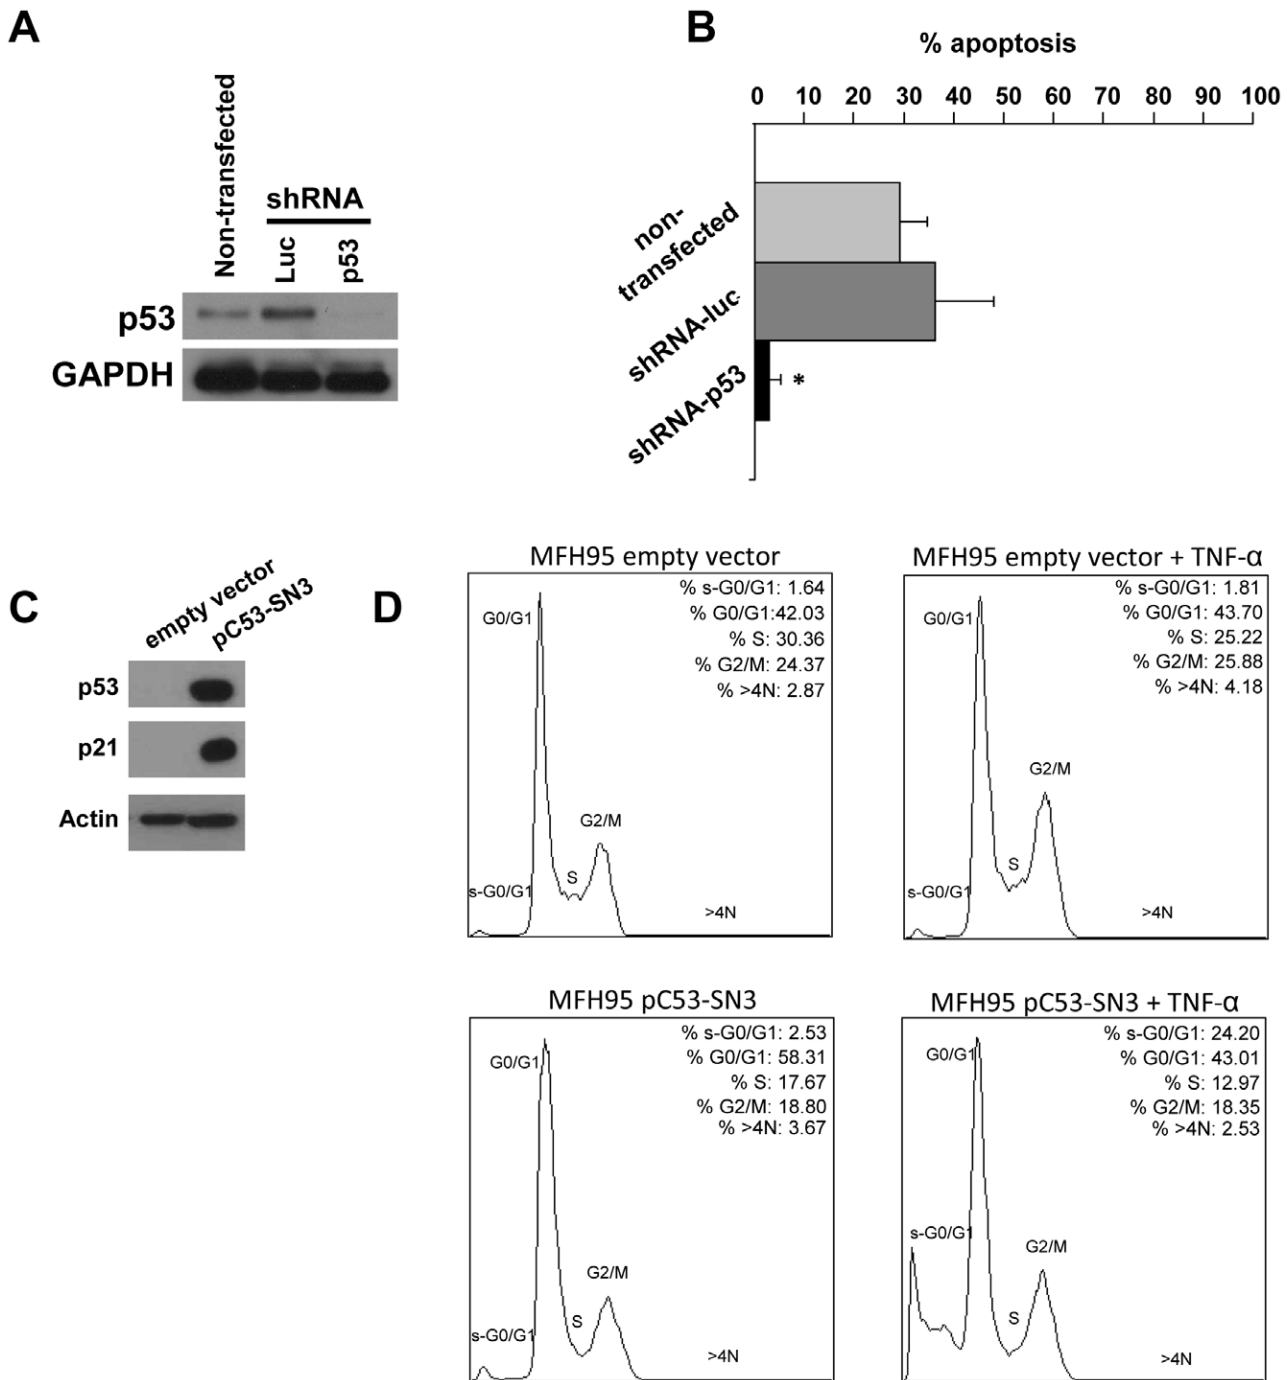 A
Non-transfected
shRNA
Luc
p53
p53
GAPDH
B
% apoptosis
0 10 20 30 40 50 60 70 80 90 100
non-
transfected
shRNA-luc
shRNA-p53
*
C
empty vector
pC53-SN3
p53
p21
Actin
D
MFH95 empty vector
% s-G0/G1: 1.64
% G0/G1:42.03
% S: 30.36
% G2/M: 24.37
% >4N: 2.87
G0/G1
G2/M
S
s-G0/G1
>4N
MFH95 empty vector + TNF-α
% s-G0/G1: 1.81
% G0/G1: 43.70
% S: 25.22
% G2/M: 25.88
% >4N: 4.18
G0/G1
G2/M
S
s-G0/G1
>4N
MFH95 pC53-SN3
% s-G0/G1: 2.53
% G0/G1: 58.31
% S: 17.67
% G2/M: 18.80
% >4N: 3.67
G0/G1
G2/M
S
s-G0/G1
>4N
MFH95 pC53-SN3 + TNF-α
% s-G0/G1: 24.20
% G0/G1: 43.01
% S: 12.97
% G2/M: 18.35
% >4N: 2.53
G0/G1
s-G0/G1
G2/M
S
>4N